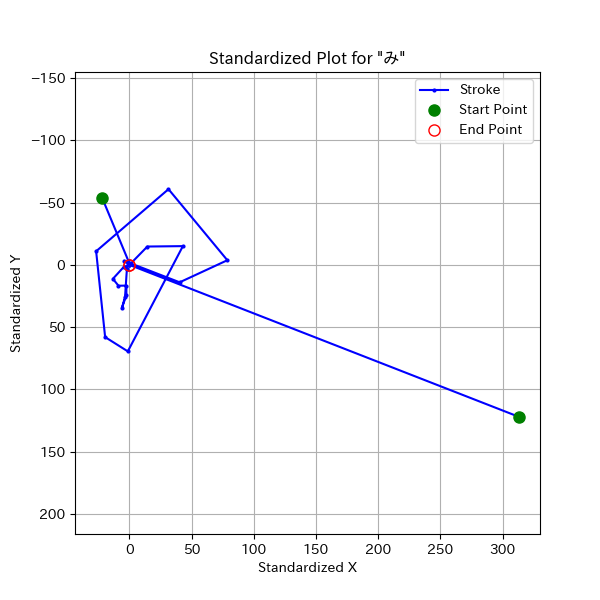 Standardized Plot for "み"
Stroke
Start Point
End Point
Standardized Y
−150
−100
−50
0
50
100
150
200
0 50 100 150 200 250 300
Standardized X